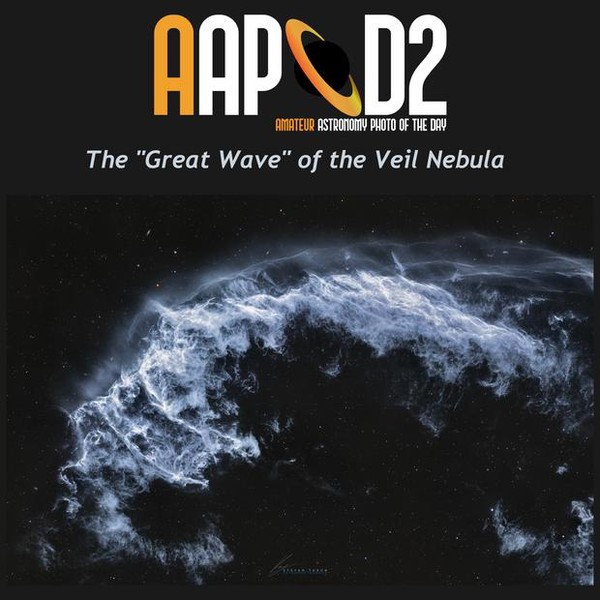 AAPOD2
AMATEUR ASTRONOMY PHOTO OF THE DAY
The "Great Wave" of the Veil Nebula